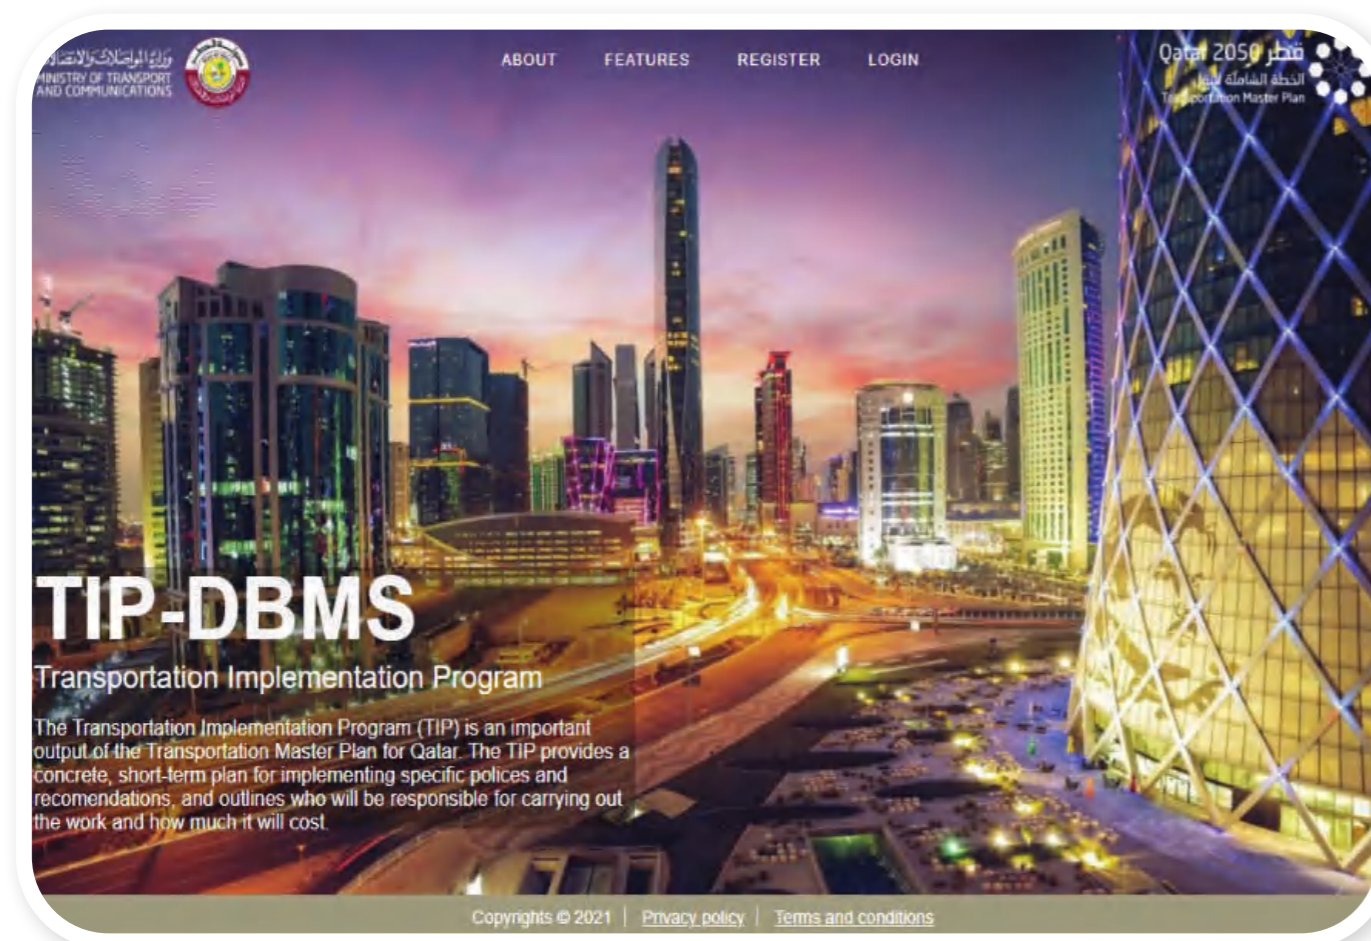 وزارة المواصلات والاتصالات
MINISTRY OF TRANSPORT
AND COMMUNICATIONS
ABOUT
FEATURES
REGISTER
LOGIN
Qatar 2050 قطر
الخطة الشاملة للنقل
Transportation Master Plan
TIP-DBMS
Transportation Implementation Program
The Transportation Implementation Program (TIP) is an important
output of the Transportation Master Plan for Qatar. The TIP provides a
concrete, short-term plan for implementing specific polices and
recomendations, and outlines who will be responsible for carrying out
the work and how much it will cost.
Copyrights © 2021 | Privacy policy | Terms and conditions